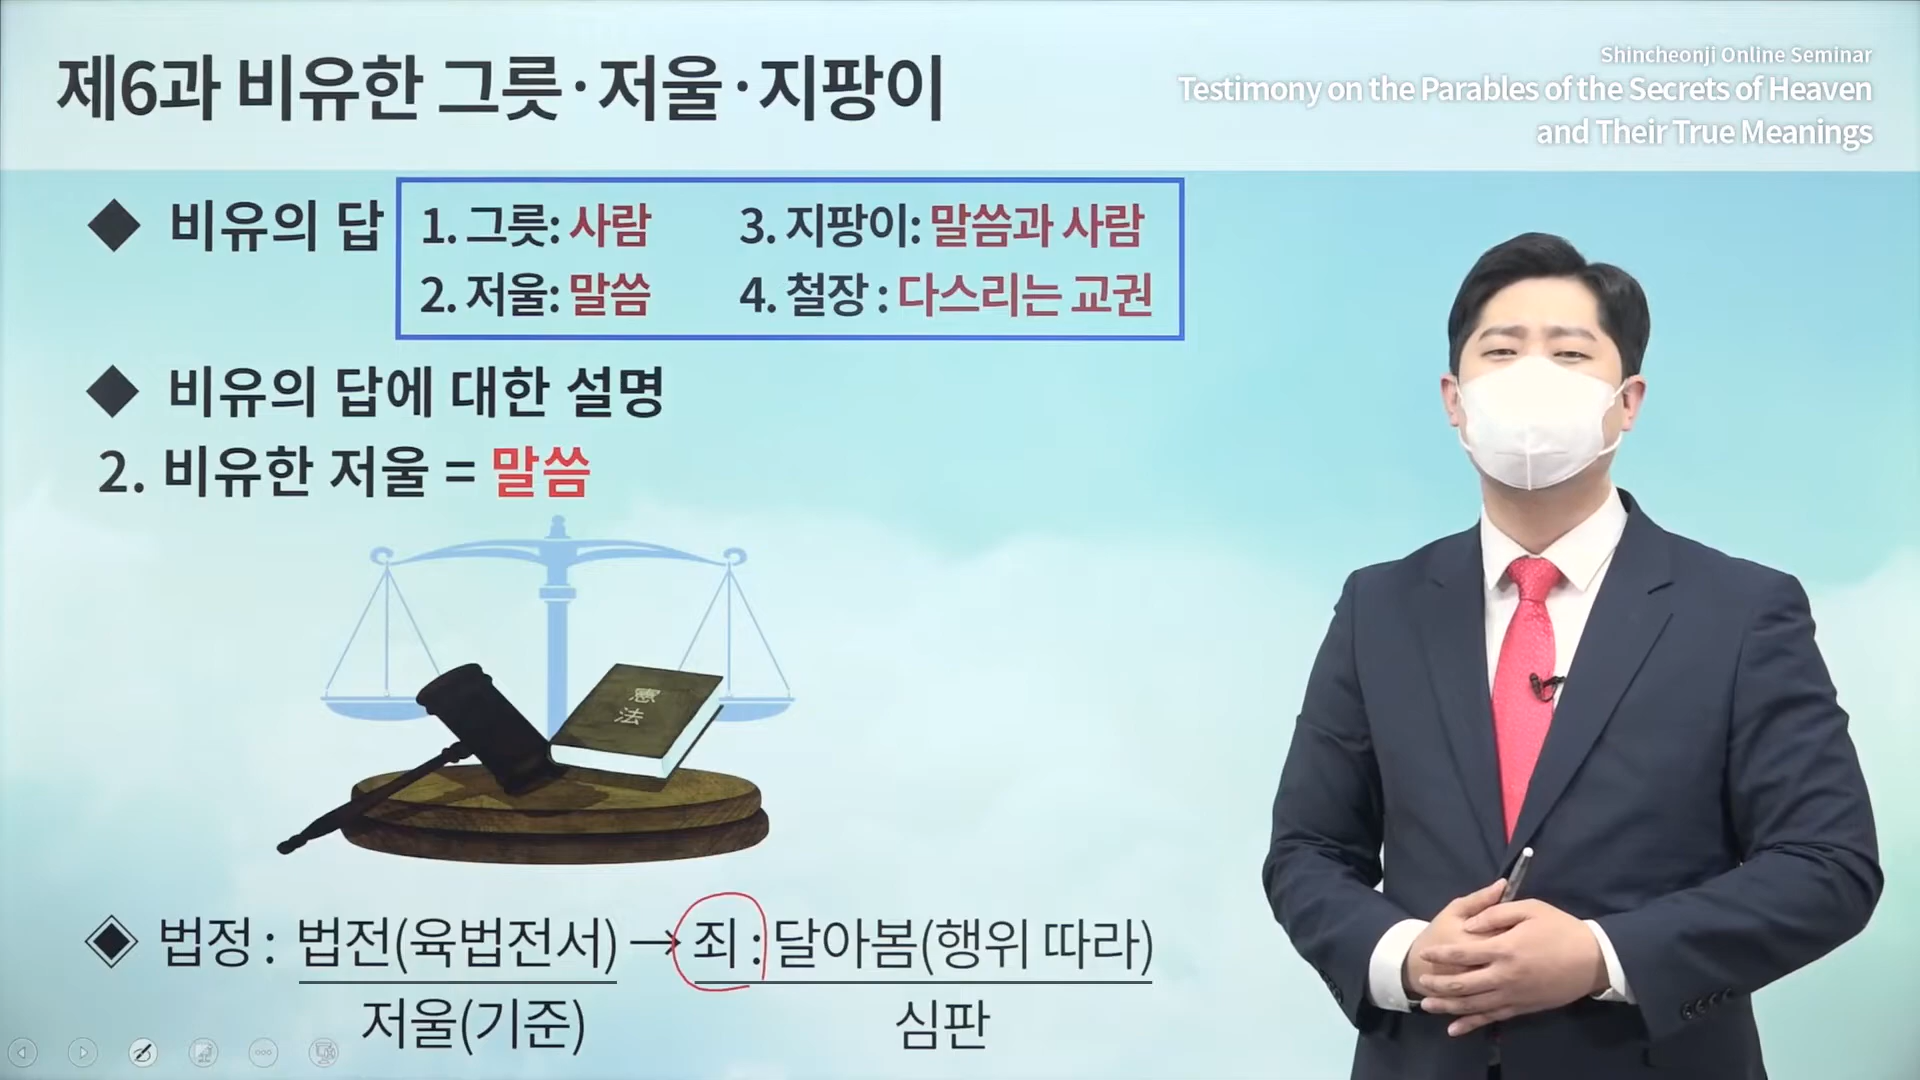 제6과 비유한 그릇·저울·지팡이
Shincheonji Online Seminar
Testimony on the Parables of the Secrets of Heaven
and Their True Meanings
◆ 비유의 답
1. 그릇: 사람
3. 지팡이: 말씀과 사람
2. 저울: 말씀
4. 철장 : 다스리는 교권
◆ 비유의 답에 대한 설명
2. 비유한 저울 = 말씀
憲
法
◈ 법정 : 법전(육법전서) → 죄 : 달아봄(행위 따라)
저울(기준)
심판